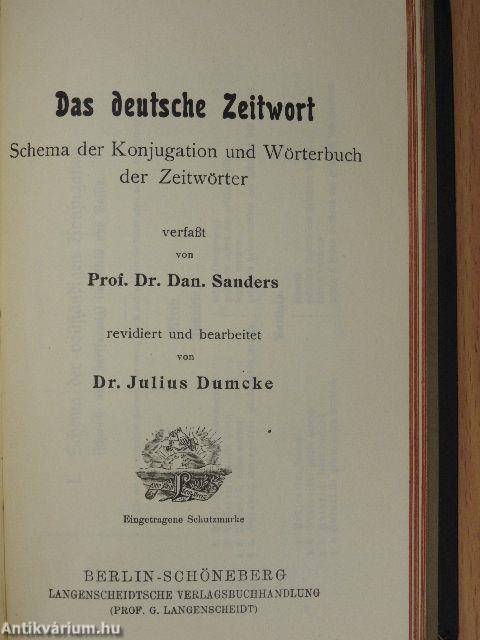 Das deutsche Zeitwort
Schema der Konjugation und Wörterbuch
der Zeitwörter
verfaßt
von
Prof. Dr. Dan. Sanders
revidiert und bearbeitet
von
Dr. Julius Dumcke
Eingetragene Schutzmarke
BERLIN-SCHÖNEBERG
LANGENSCHEIDTSCHE VERLAGSBUCHHANDLUNG
(PROF. G. LANGENSCHEIDT)
Antikvárium.hu